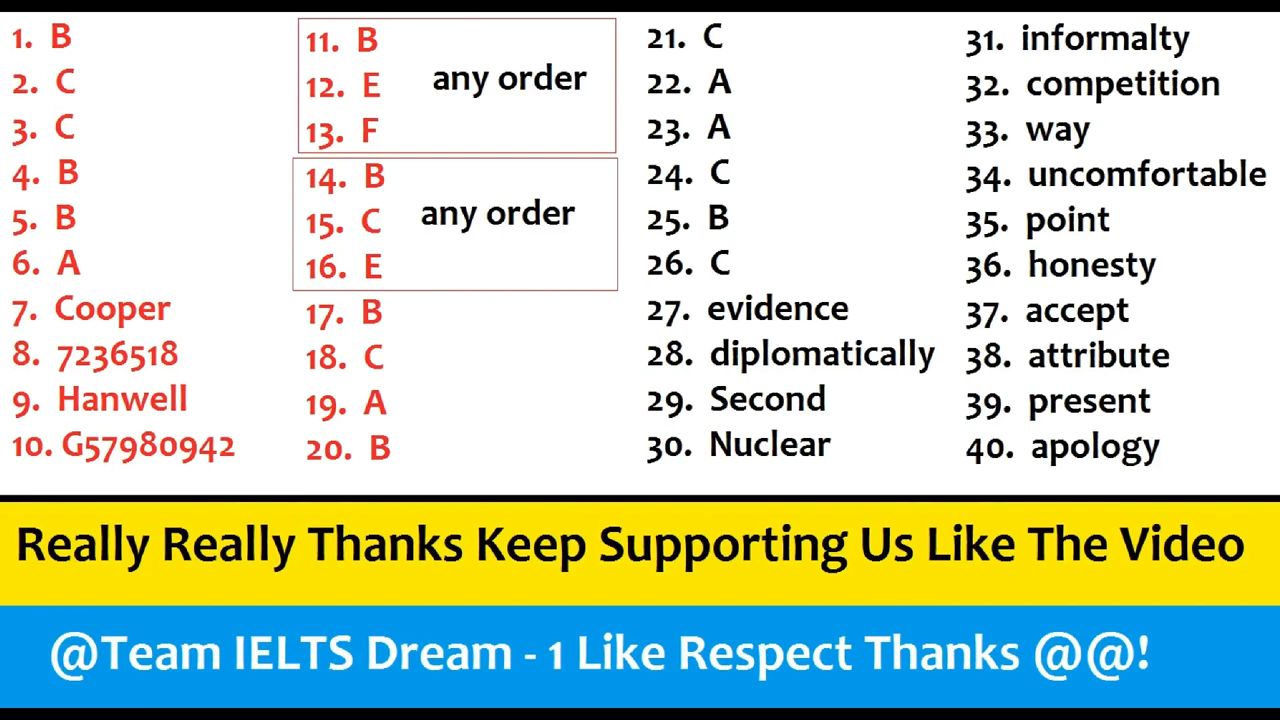 1. B
2. C
3. C
4. B
5. B
6. A
7. Cooper
8. 7236518
9. Hanwell
10. G57980942
11. B
12. E
any order
13. F
14. B
15. C
any order
16. E
17. B
18. C
19. A
20. B
21. C
22. A
23. A
24. C
25. B
26. C
27. evidence
28. diplomatically
29. Second
30. Nuclear
31. informalty
32. competition
33. way
34. uncomfortable
35. point
36. honesty
37. accept
38. attribute
39. present
40. apology
Really Really Thanks Keep Supporting Us Like The Video
@Team IELTS Dream - 1 Like Respect Thanks @@!